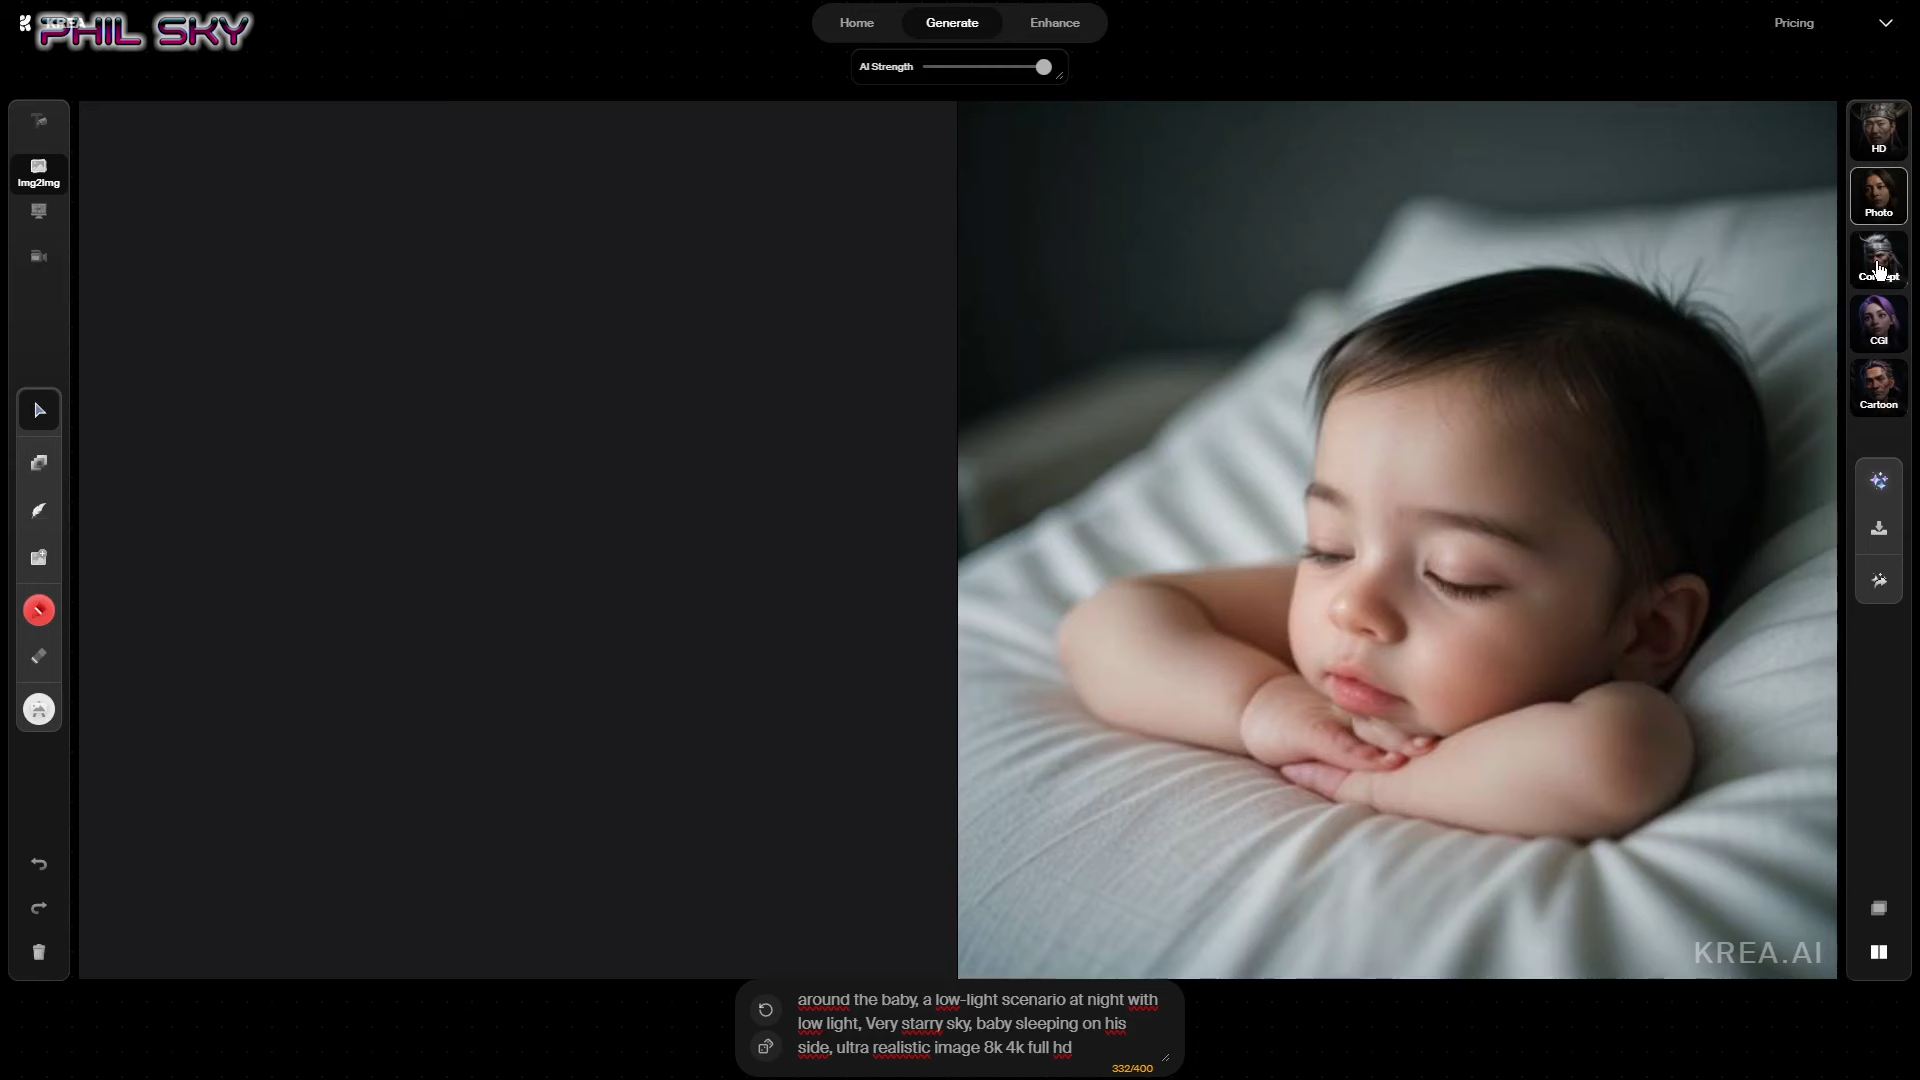 KREA
PHIL SKY
Home
Generate
Enhance
Pricing
AI Strength
Img2Img
HD
Photo
CGI
Cartoon
KREA.AI
around the baby, a low-light scenario at night with
low light, Very starry sky, baby sleeping on his
side, ultra realistic image 8k 4k full hd
332/400